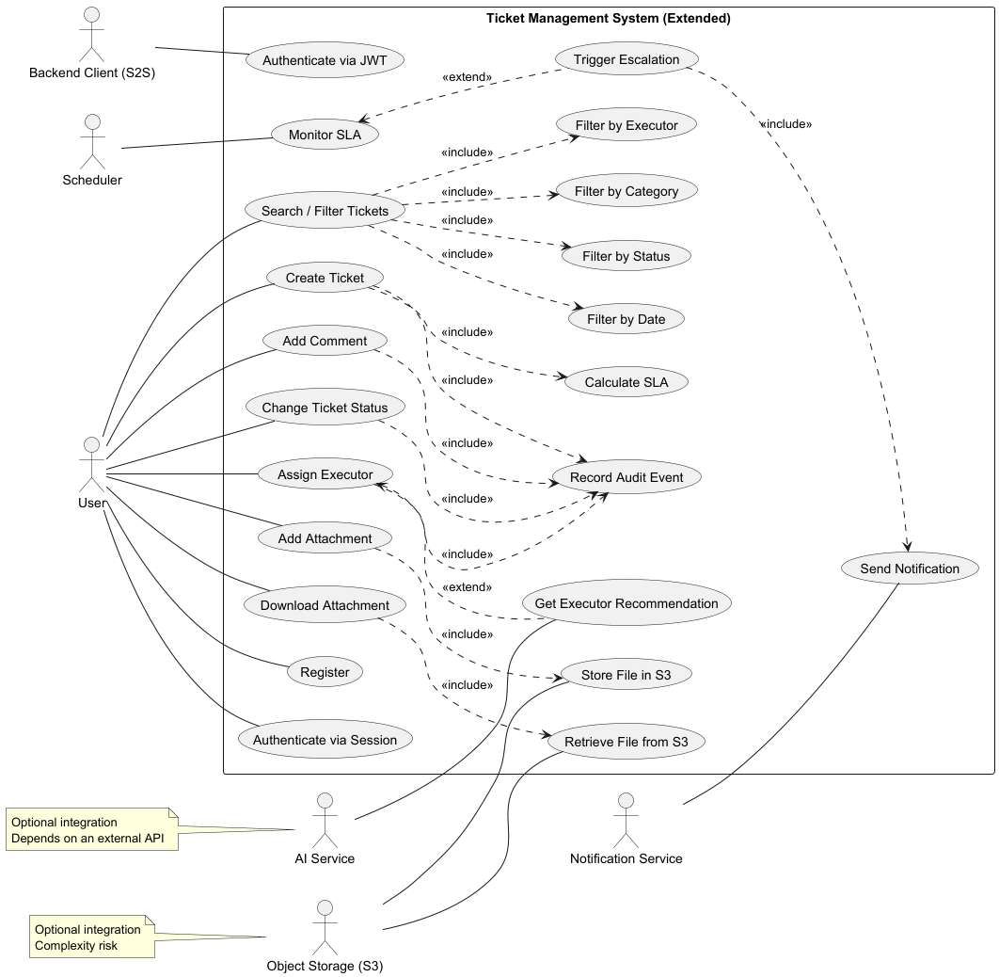 Ticket Management System (Extended)
Backend Client (S2S)
Authenticate via JWT
Trigger Escalation
«extend»
«include»
Scheduler
Monitor SLA
Filter by Executor
«include»
Search / Filter Tickets
«include»
Filter by Category
«include»
Filter by Status
«include»
Create Ticket
Filter by Date
«include»
Add Comment
Calculate SLA
«include»
Change Ticket Status
«include»
User
Assign Executor
Record Audit Event
«include»
Add Attachment
«include»
Send Notification
«extend»
Download Attachment
Get Executor Recommendation
«include»
Register
Store File in S3
«include»
Authenticate via Session
Retrieve File from S3
Optional integration
Depends on an external API
AI Service
Notification Service
Optional integration
Complexity risk
Object Storage (S3)